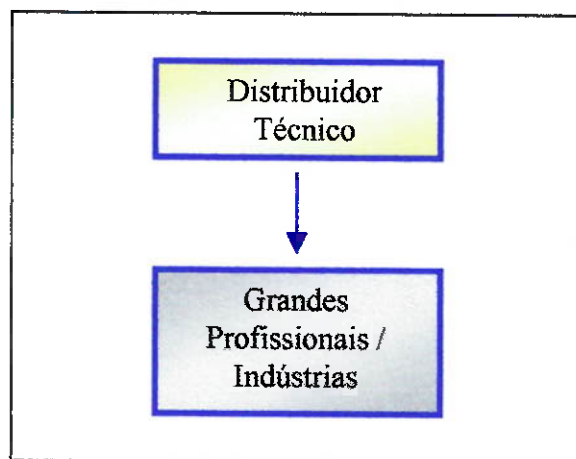 Distribuidor
Técnico
Grandes
Profissionais /
Indústrias